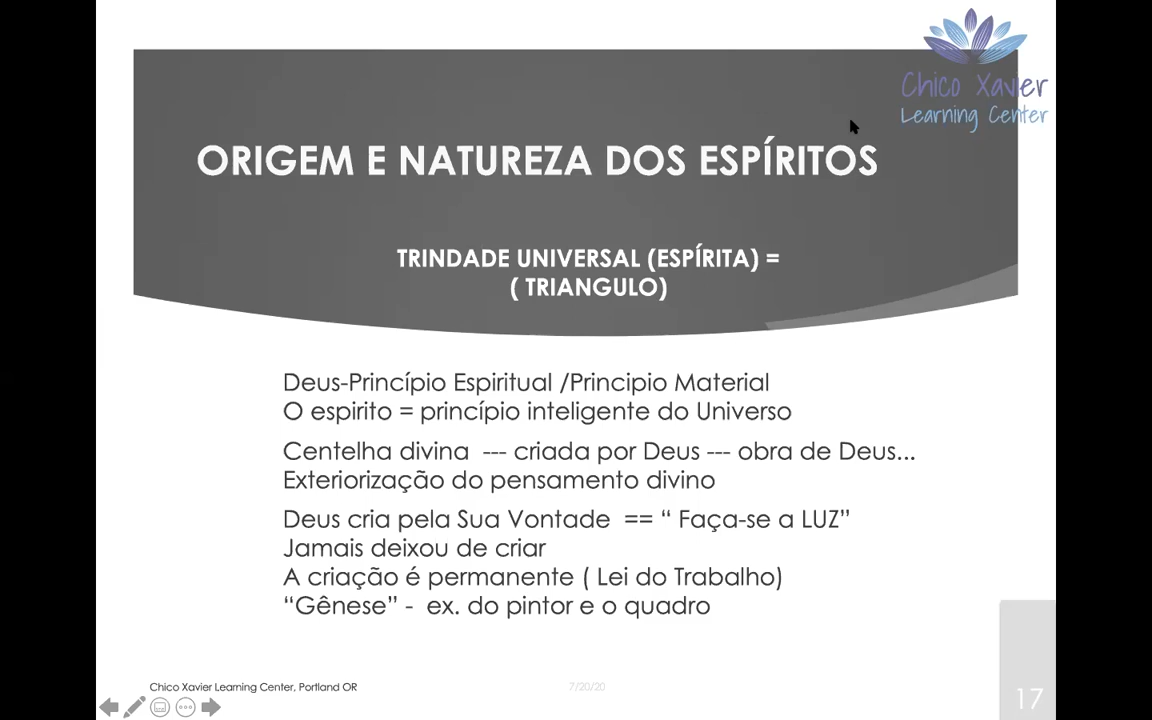 Chico Xavier
Learning Center
ORIGEM E NATUREZA DOS ESPÍRITOS
TRINDADE UNIVERSAL (ESPÍRITA) =
( TRIANGULO)
Deus-Princípio Espiritual /Principio Material
O espirito = princípio inteligente do Universo
Centelha divina --- criada por Deus --- obra de Deus...
Exteriorização do pensamento divino
Deus cria pela Sua Vontade == “ Faça-se a LUZ”
Jamais deixou de criar
A criação é permanente ( Lei do Trabalho)
“Gênese” - ex. do pintor e o quadro
Chico Xavier Learning Center, Portland OR
7/20/20
17